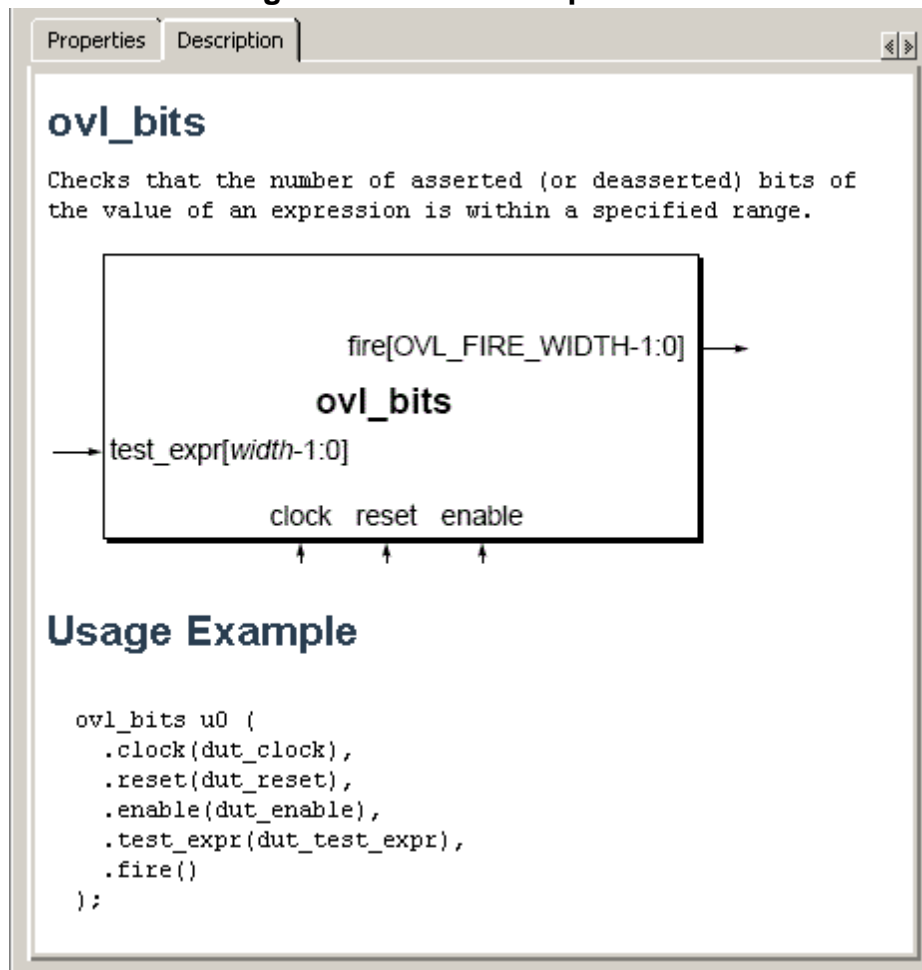 Properties Description
ovl_bits
Checks that the number of asserted (or deasserted) bits of
the value of an expression is within a specified range.
fire[OVL_FIRE_WIDTH-1:0]
ovl_bits
test_expr[width-1:0]
clock reset enable
Usage Example
ovl_bits u0 (
.clock(dut_clock),
.reset(dut_reset),
.enable(dut_enable),
.test_expr(dut_test_expr),
.fire()
);